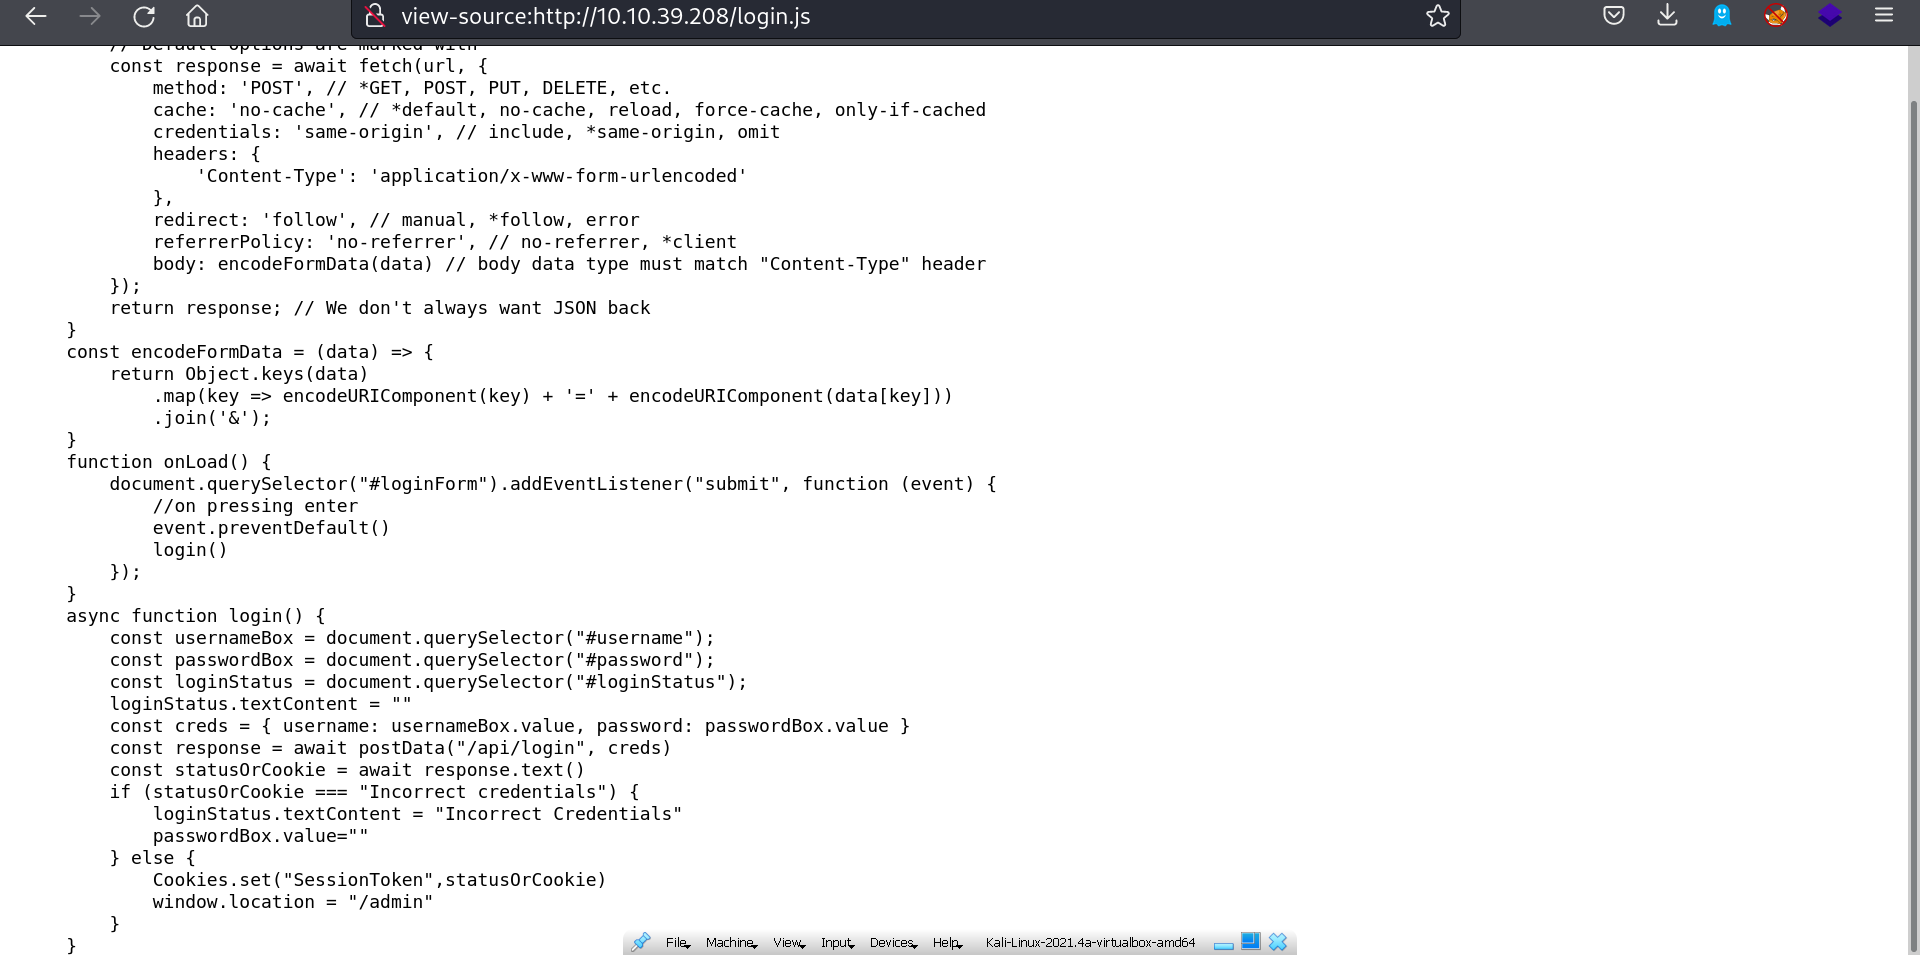 view-source:http://10.10.39.208/login.js
// Default options are marked with
const response = await fetch(url, {
method: 'POST', // *GET, POST, PUT, DELETE, etc.
cache: 'no-cache', // *default, no-cache, reload, force-cache, only-if-cached
credentials: 'same-origin', // include, *same-origin, omit
headers: {
'Content-Type': 'application/x-www-form-urlencoded'
},
redirect: 'follow', // manual, *follow, error
referrerPolicy: 'no-referrer', // no-referrer, *client
body: encodeFormData(data) // body data type must match "Content-Type" header
});
return response; // We don't always want JSON back
}
const encodeFormData = (data) => {
return Object.keys(data)
.map(key => encodeURIComponent(key) + '=' + encodeURIComponent(data[key]))
.join('&');
}
function onLoad() {
document.querySelector("#loginForm").addEventListener("submit", function (event) {
//on pressing enter
event.preventDefault()
login()
});
}
async function login() {
const usernameBox = document.querySelector("#username");
const passwordBox = document.querySelector("#password");
const loginStatus = document.querySelector("#loginStatus");
loginStatus.textContent = ""
const creds = { username: usernameBox.value, password: passwordBox.value }
const response = await postData("/api/login", creds)
const statusOrCookie = await response.text()
if (statusOrCookie === "Incorrect credentials") {
loginStatus.textContent = "Incorrect Credentials"
passwordBox.value=""
} else {
Cookies.set("SessionToken",statusOrCookie)
window.location = "/admin"
}
}
File Machine View Input Devices Help Kali-Linux-2021.4a-virtualbox-amd64